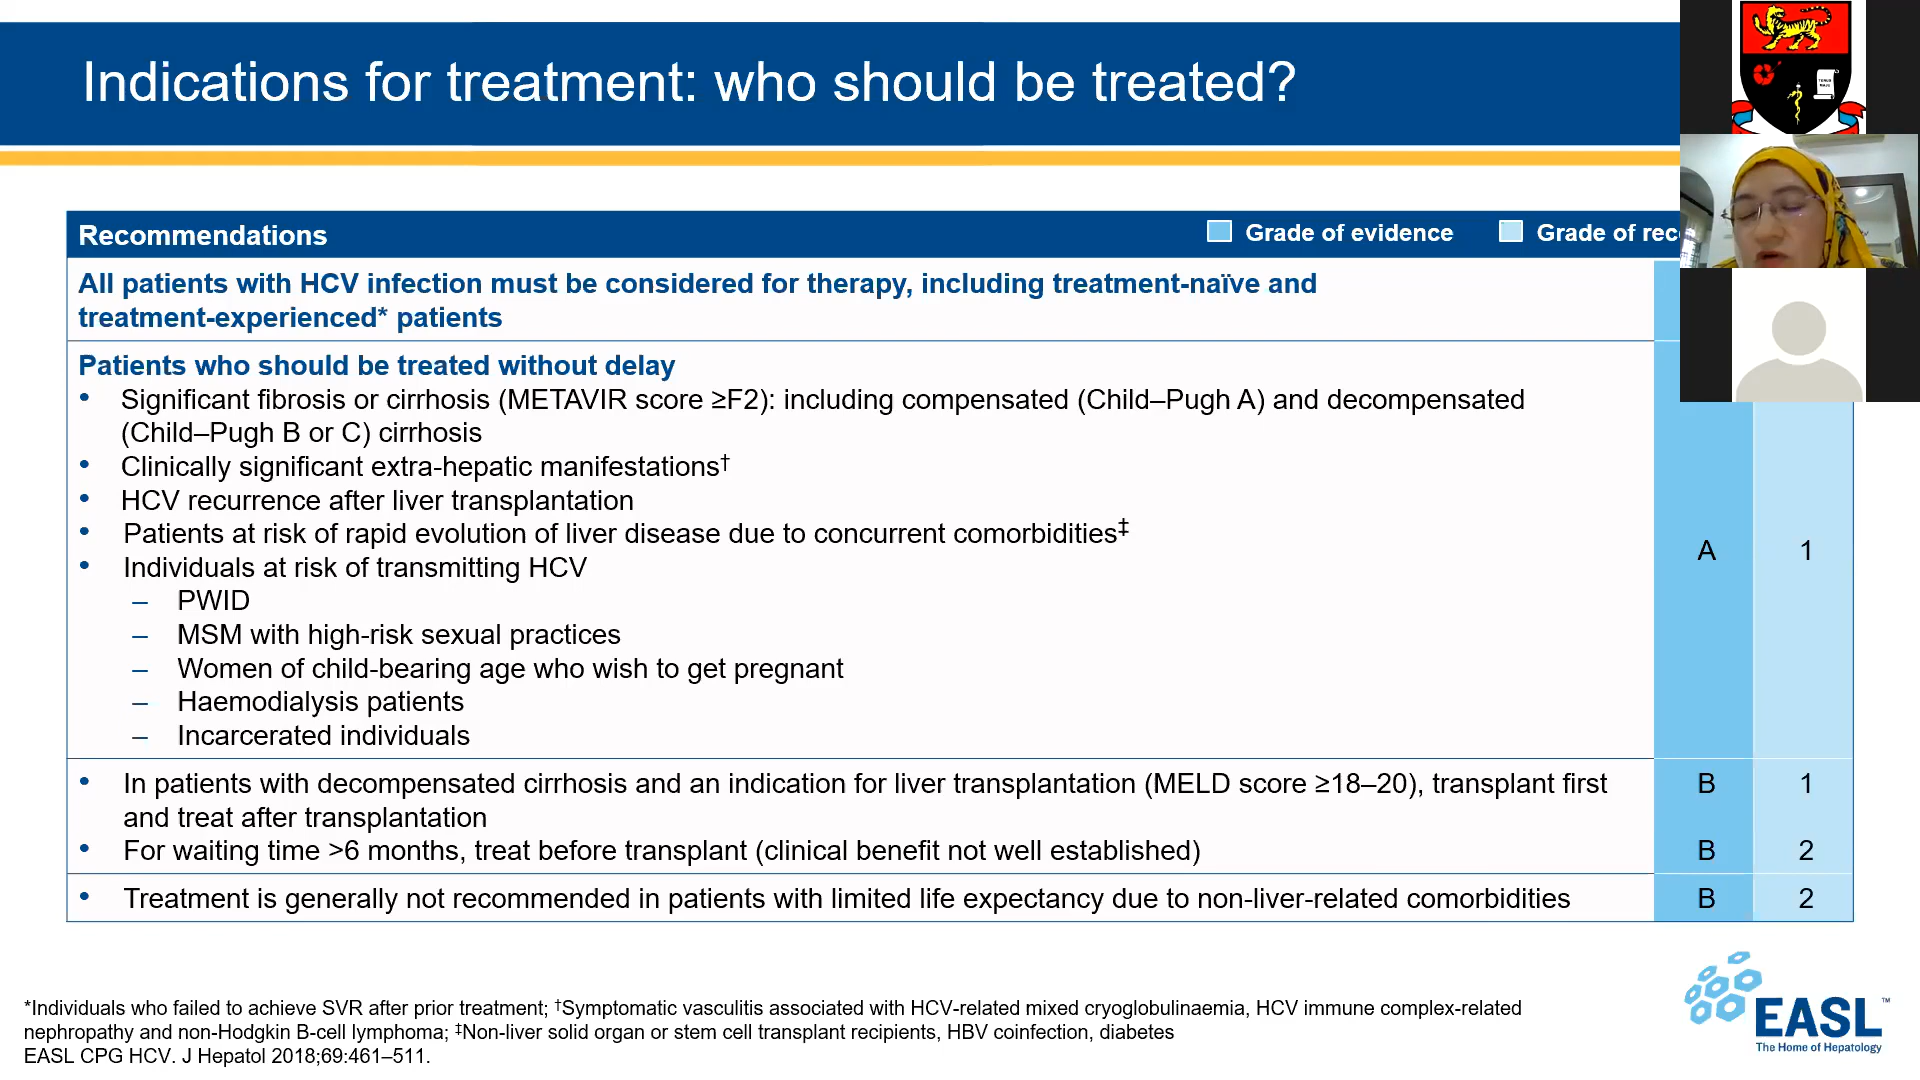 Indications for treatment: who should be treated?
Recommendations
Grade of evidence
Grade of
All patients with HCV infection must be considered for therapy, including treatment-naïve and
treatment-experienced* patients
Patients who should be treated without delay
• Significant fibrosis or cirrhosis (METAVIR score ≥F2): including compensated (Child–Pugh A) and decompensated
(Child–Pugh B or C) cirrhosis
• Clinically significant extra-hepatic manifestations†
• HCV recurrence after liver transplantation
• Patients at risk of rapid evolution of liver disease due to concurrent comorbidities‡
• Individuals at risk of transmitting HCV
– PWID
– MSM with high-risk sexual practices
– Women of child-bearing age who wish to get pregnant
– Haemodialysis patients
– Incarcerated individuals
A 1
• In patients with decompensated cirrhosis and an indication for liver transplantation (MELD score ≥18–20), transplant first B 1
and treat after transplantation
• For waiting time >6 months, treat before transplant (clinical benefit not well established) B 2
• Treatment is generally not recommended in patients with limited life expectancy due to non-liver-related comorbidities B 2
*Individuals who failed to achieve SVR after prior treatment; †Symptomatic vasculitis associated with HCV-related mixed cryoglobulinaemia, HCV immune complex-related
nephropathy and non-Hodgkin B-cell lymphoma; ‡Non-liver solid organ or stem cell transplant recipients, HBV coinfection, diabetes
EASL CPG HCV. J Hepatol 2018;69:461–511.
EASL™
The Home of Hepatology